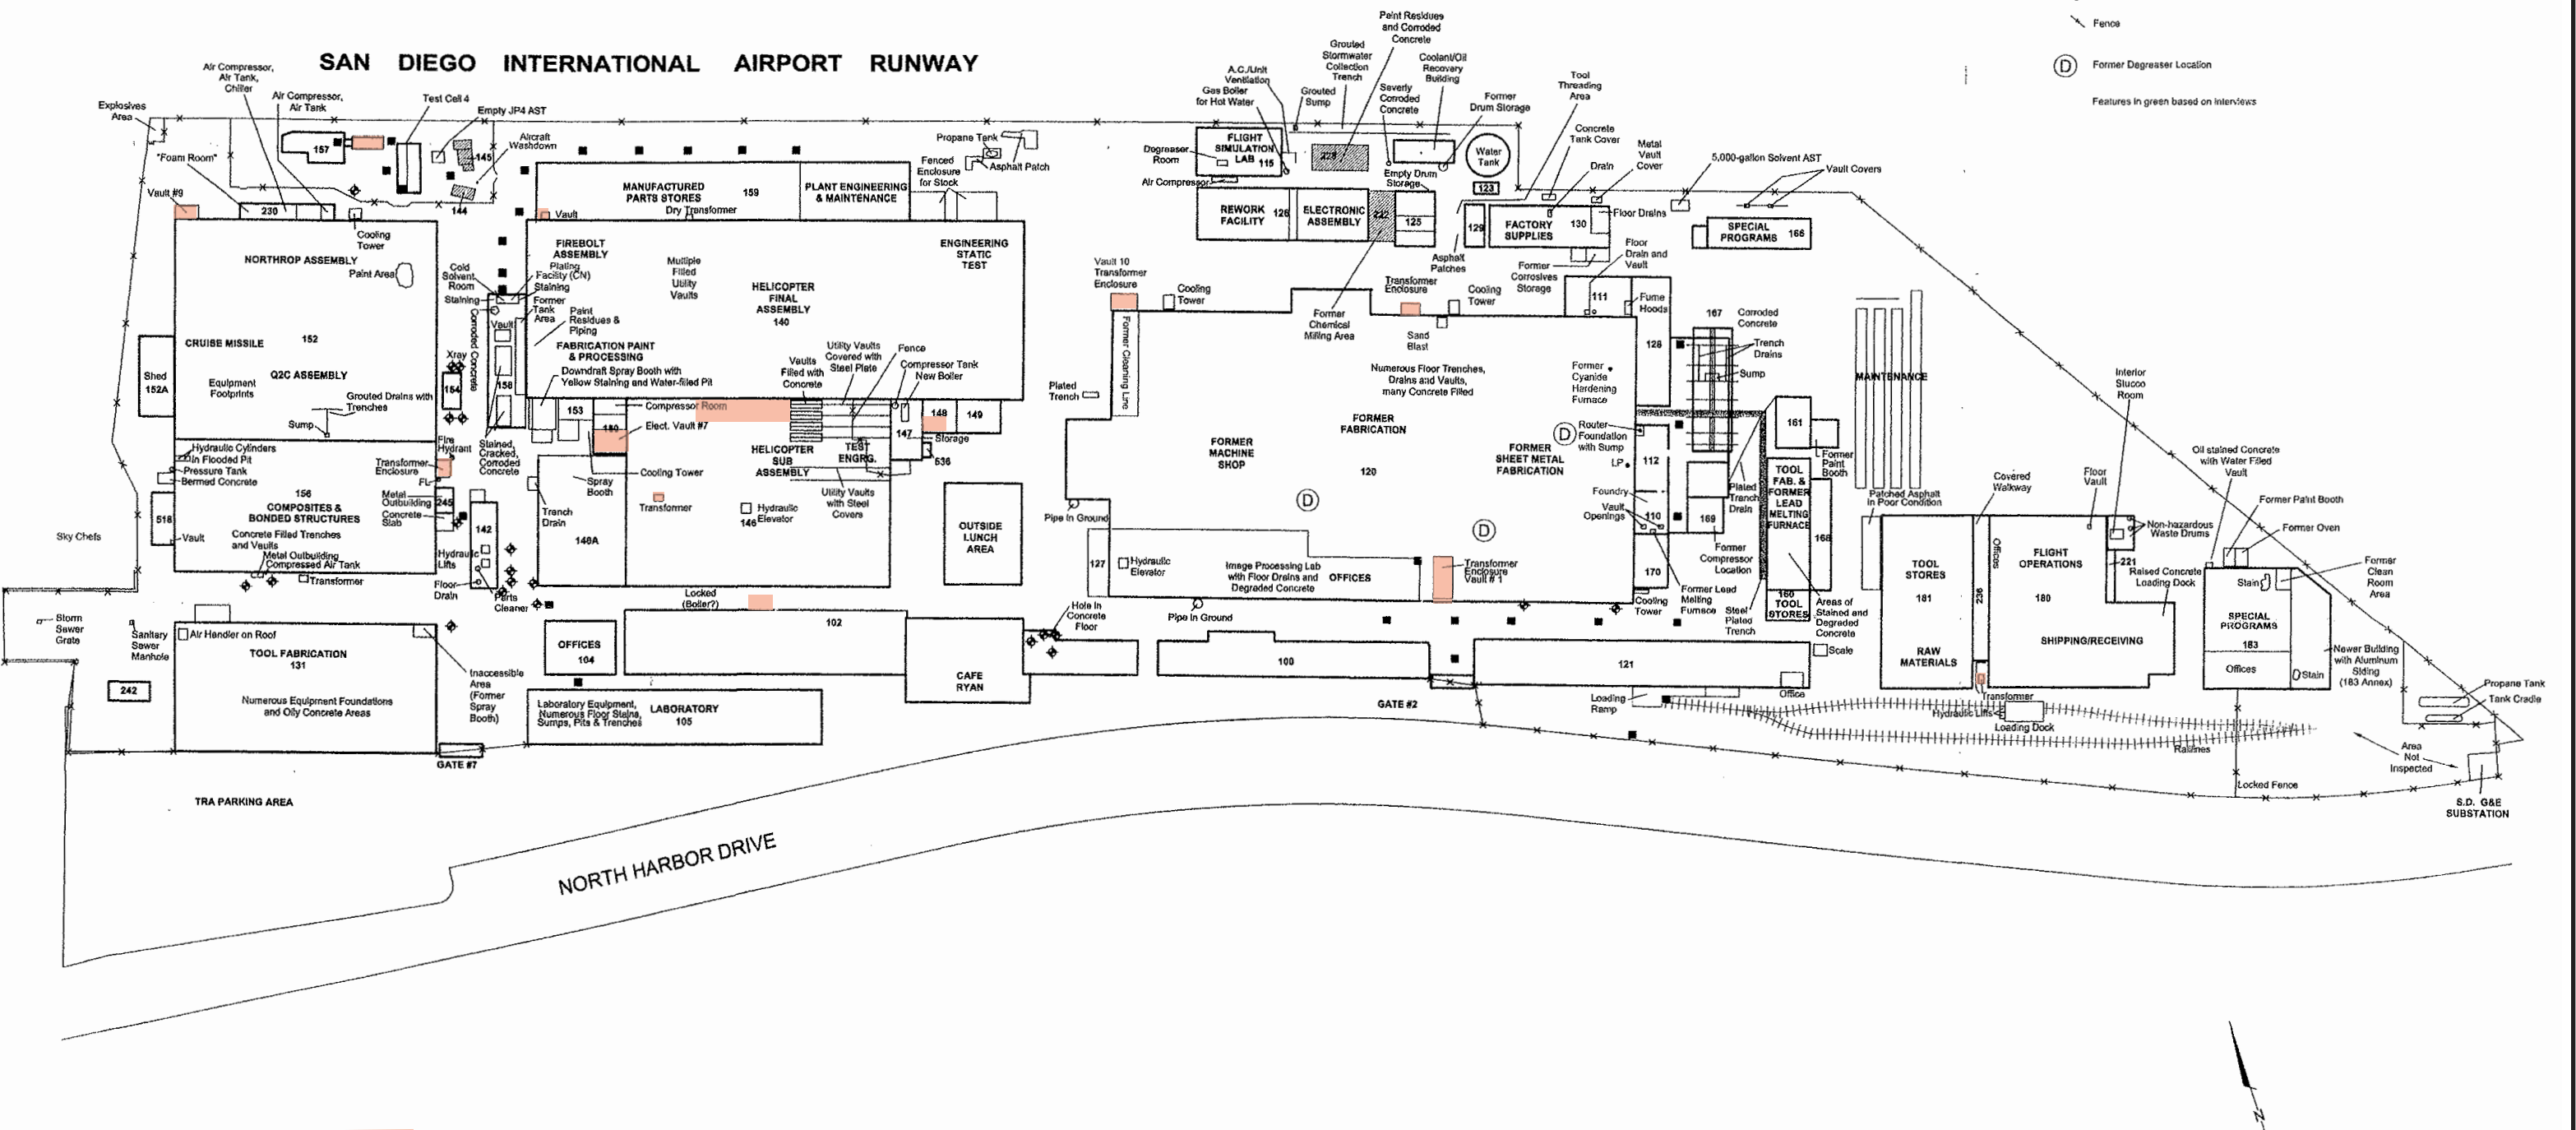 Fence
D
Former Degreaser Location
Features in green based on interviews
SAN DIEGO INTERNATIONAL AIRPORT RUNWAY
Explosives
Area
Air Compressor,
Air Tank,
Chiller
Air Compressor,
Air Tank
Test Cell 4
Empty JP4 AST
Aircraft
Washdown
157
145
144
"Foam Room"
Vault #9
230
Cooling
Tower
NORTHROP ASSEMBLY
Paint Area
CRUISE MISSILE
152
Q2C ASSEMBLY
Equipment
Footprints
Grouted Drains with
Trenches
Sump
Shed
152A
Hydraulic Cylinders
In Flooded Pit
Pressure Tank
Bermed Concrete
156
COMPOSITES &
BONDED STRUCTURES
Concrete Filled Trenches
and Vaults
Metal Outbuilding
Compressed Air Tank
Transformer
518
Vault
Sky Chefs
Storm
Sewer
Grate
Sanitary
Sewer
Manhole
242
Air Handler on Roof
TOOL FABRICATION
131
Numerous Equipment Foundations
and Oily Concrete Areas
Inaccessible
Area
(Former
Spray
Booth)
GATE #7
TRA PARKING AREA
Cold
Solvent
Room
Staining
Plating
Facility (CN)
Staining
Former
Tank
Area
Paint
Residues &
Piping
Corroded Concrete
Vault
Xray
154
158
Fire
Hydrant
Stained,
Cracked,
Corroded
Concrete
Transformer
Enclosure
FL
Metal
Outbuilding
245
Concrete
Slab
142
Hydraulic
Lifts
Floor
Drain
Parts
Cleaner
MANUFACTURED
PARTS STORES
159
Dry Transformer
PLANT ENGINEERING
& MAINTENANCE
Vault
Propane Tank
Asphalt Patch
Fenced
Enclosure
for Stock
FIREBOLT
ASSEMBLY
Multiple
Filled
Utility
Vaults
HELICOPTER
FINAL
ASSEMBLY
140
ENGINEERING
STATIC
TEST
FABRICATION PAINT
& PROCESSING
Downdraft Spray Booth with
Yellow Staining and Water-filled Pit
Vaults
Filled with
Concrete
Utility Vaults
Covered with
Steel Plate
Fence
Compressor Tank
New Boiler
153
Compressor Room
Elect. Vault #7
HELICOPTER
SUB
ASSEMBLY
TEST
ENGRG.
147
148
149
Storage
536
Cooling Tower
Spray
Booth
Transformer
Hydraulic
Elevator
146
Utility Vaults
with Steel
Covers
Trench
Drain
146A
OUTSIDE
LUNCH
AREA
Locked
(Boiler?)
OFFICES
104
102
CAFE
RYAN
Hole In
Concrete
Floor
Laboratory Equipment,
Numerous Floor Stains,
Sumps, Pits & Trenches
LABORATORY
105
NORTH HARBOR DRIVE
Paint Residues
and Corroded
Concrete
Grouted
Stormwater
Collection
Trench
Coolant/Oil
Recovery
Building
A.C./Unit
Ventilation
Gas Boiler
for Hot Water
Grouted
Sump
Severly
Corroded
Concrete
Former
Drum Storage
Tool
Threading
Area
FLIGHT
SIMULATION
LAB 115
Degreaser
Room
Air Compressor
Water
Tank
Empty Drum
Storage
123
REWORK
FACILITY
126
ELECTRONIC
ASSEMBLY
222
125
129
FACTORY
SUPPLIES
130
Concrete
Tank Cover
Drain
Metal
Vault
Cover
5,000-gallon Solvent AST
Vault Covers
Floor Drains
SPECIAL
PROGRAMS
166
Asphalt
Patches
Former
Corrosives
Storage
Floor
Drain and
Vault
Vault 10
Transformer
Enclosure
Cooling
Tower
Former
Chemical
Milling Area
Transformer
Enclosure
Cooling
Tower
Sand
Blast
111
Fume
Hoods
128
167
Corroded
Concrete
Trench
Drains
Sump
Former Cleaning Line
Plated
Trench
Numerous Floor Trenches,
Drains and Vaults,
many Concrete Filled
Former
Cyanide
Hardening
Furnace
FORMER
FABRICATION
FORMER
MACHINE
SHOP
120
FORMER
SHEET METAL
FABRICATION
D
D
D
Router
Foundation
with Sump
LP
112
Foundry
Vault
Openings
110
169
Plated
Trench
Drain
Former
Compressor
Location
Pipe In Ground
127
Hydraulic
Elevator
Image Processing Lab
with Floor Drains and
Degraded Concrete
OFFICES
Transformer
Enclosure
Vault # 1
170
Former Lead
Melting
Furnace
Cooling
Tower
Steel
Plated
Trench
Pipe In Ground
100
121
GATE #2
Loading
Ramp
Office
Scale
161
Former
Paint
Booth
TOOL
FAB. &
FORMER
LEAD
MELTING
FURNACE
168
160
TOOL
STORES
Areas of
Stained and
Degraded
Concrete
MAINTENANCE
Patched Asphalt
In Poor Condition
Covered
Walkway
Floor
Vault
Interior
Stucco
Room
Non-hazardous
Waste Drums
TOOL
STORES
181
RAW
MATERIALS
236
Offices
FLIGHT
OPERATIONS
180
SHIPPING/RECEIVING
221
Raised Concrete
Loading Dock
Transformer
Hydraulic Lifts
Loading Dock
Raillines
Oil stained Concrete
with Water Filled
Vault
Former Paint Booth
Former Oven
Former
Clean
Room
Area
Stain
SPECIAL
PROGRAMS
183
Offices
Stain
Newer Building
with Aluminum
Siding
(183 Annex)
Propane Tank
Tank Cradle
Area
Not
Inspected
Locked Fence
S.D. G&E
SUBSTATION
N